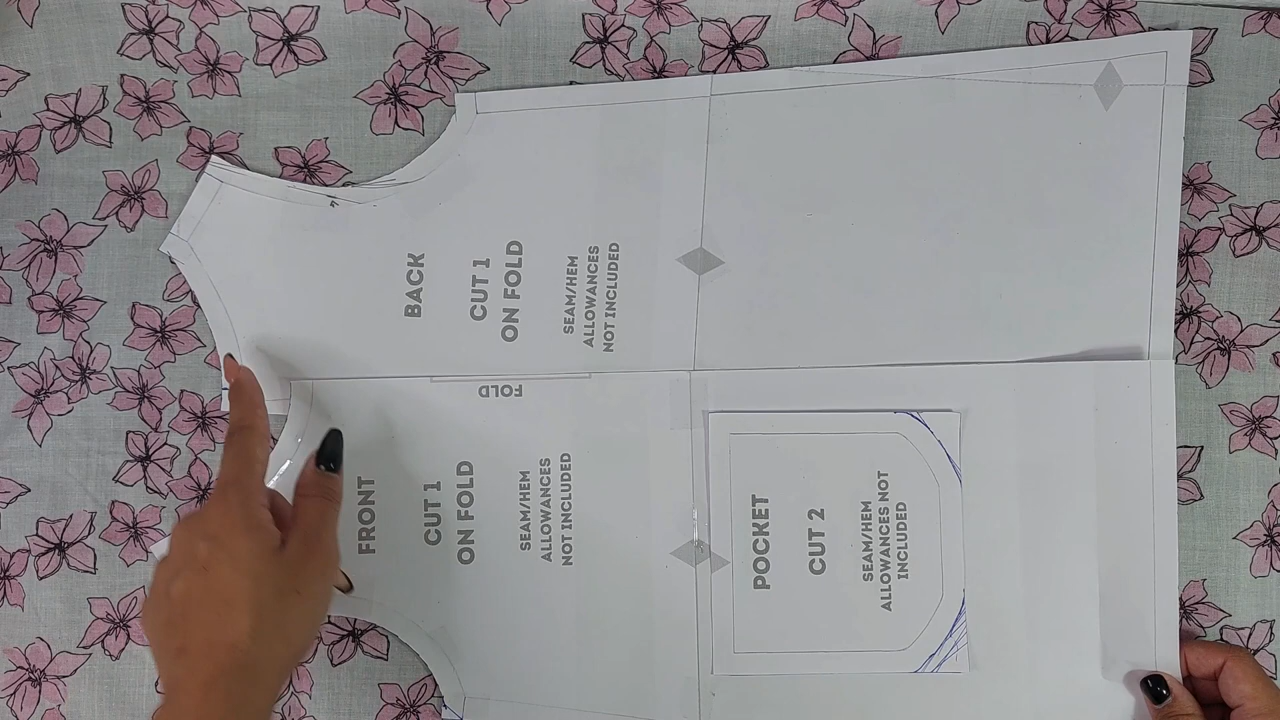 BACK
CUT 1
ON FOLD
SEAM/HEM
ALLOWANCES
NOT INCLUDED
FOLD
FRONT
CUT 1
ON FOLD
SEAM/HEM
ALLOWANCES
NOT INCLUDED
POCKET
CUT 2
SEAM/HEM
ALLOWANCES NOT
INCLUDED